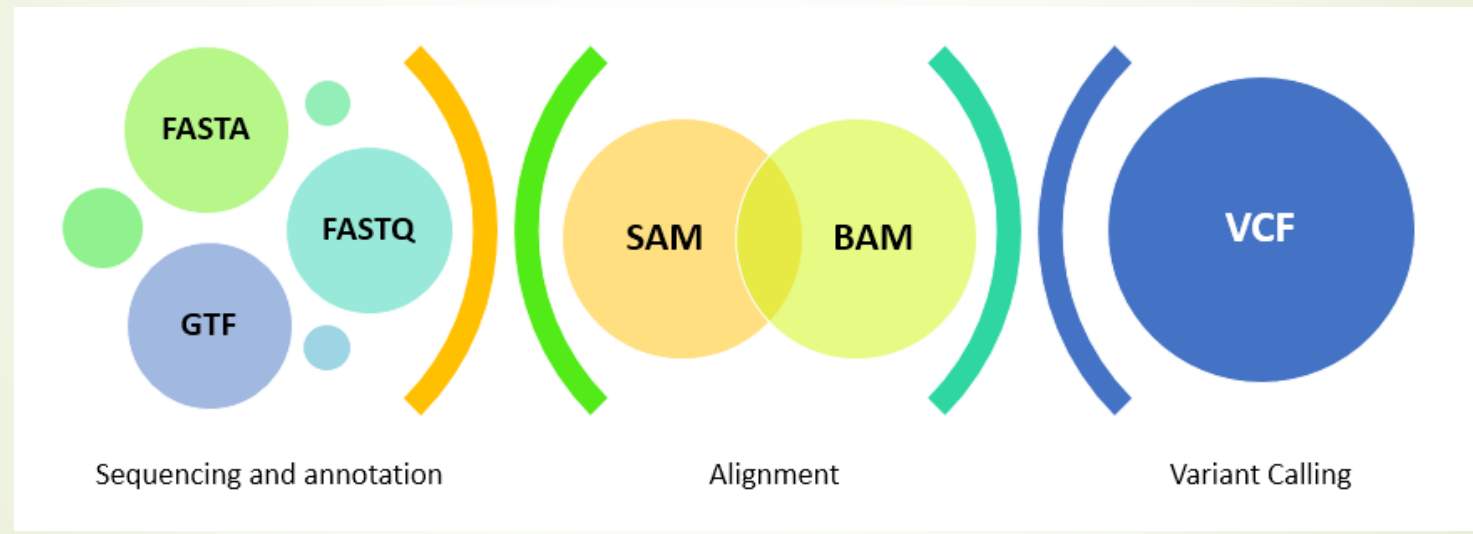 FASTA
FASTQ
GTF
SAM
BAM
VCF
Sequencing and annotation
Alignment
Variant Calling